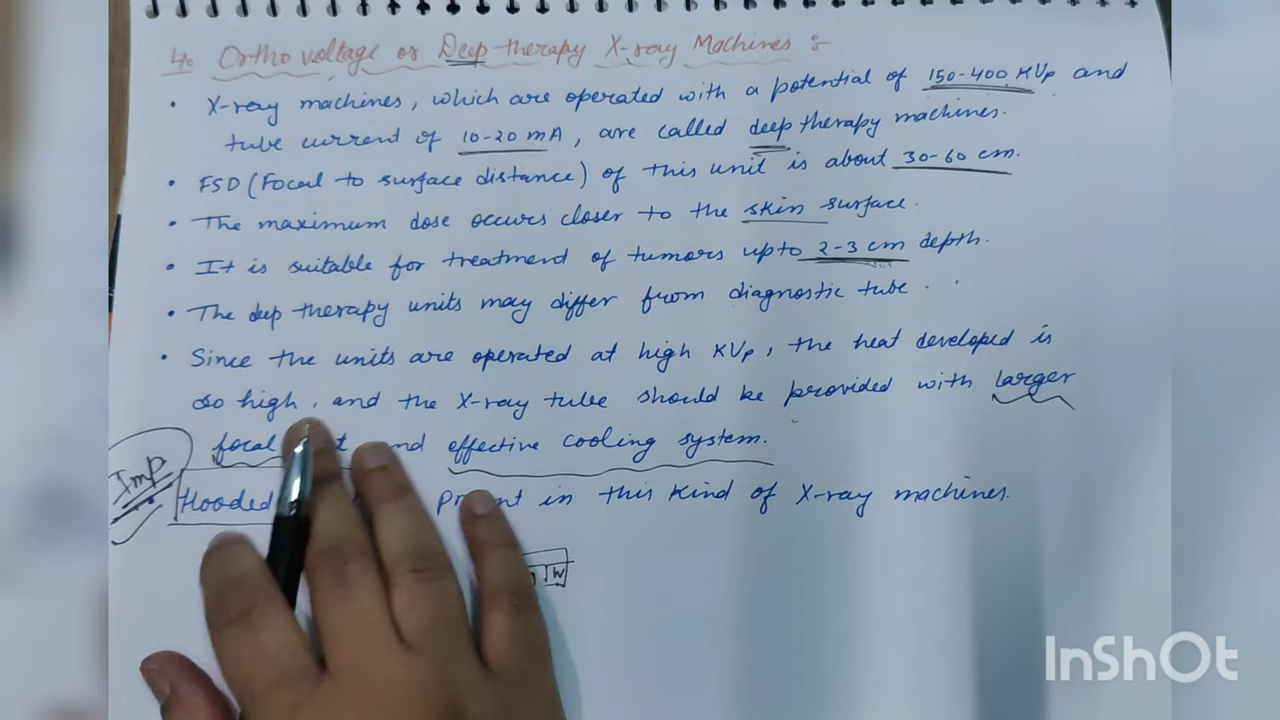 4. Ortho voltage or Deep therapy X-ray Machines :-
• X-ray machines, which are operated with a potential of 150-400 KVp and
tube current of 10-20 mA, are called deep therapy machines.
• FSD (Focal to surface distance) of this unit is about 30-60 cm.
• The maximum dose occurs closer to the skin surface.
• It is suitable for treatment of tumors upto 2-3 cm depth.
• The deep therapy units may differ from diagnostic tube.
• Since the units are operated at high KVp, the heat developed is
so high, and the X-ray tube should be provided with larger
focal and effective cooling system.
Imp
• Hooded in this kind of X-ray machines.
InShOt